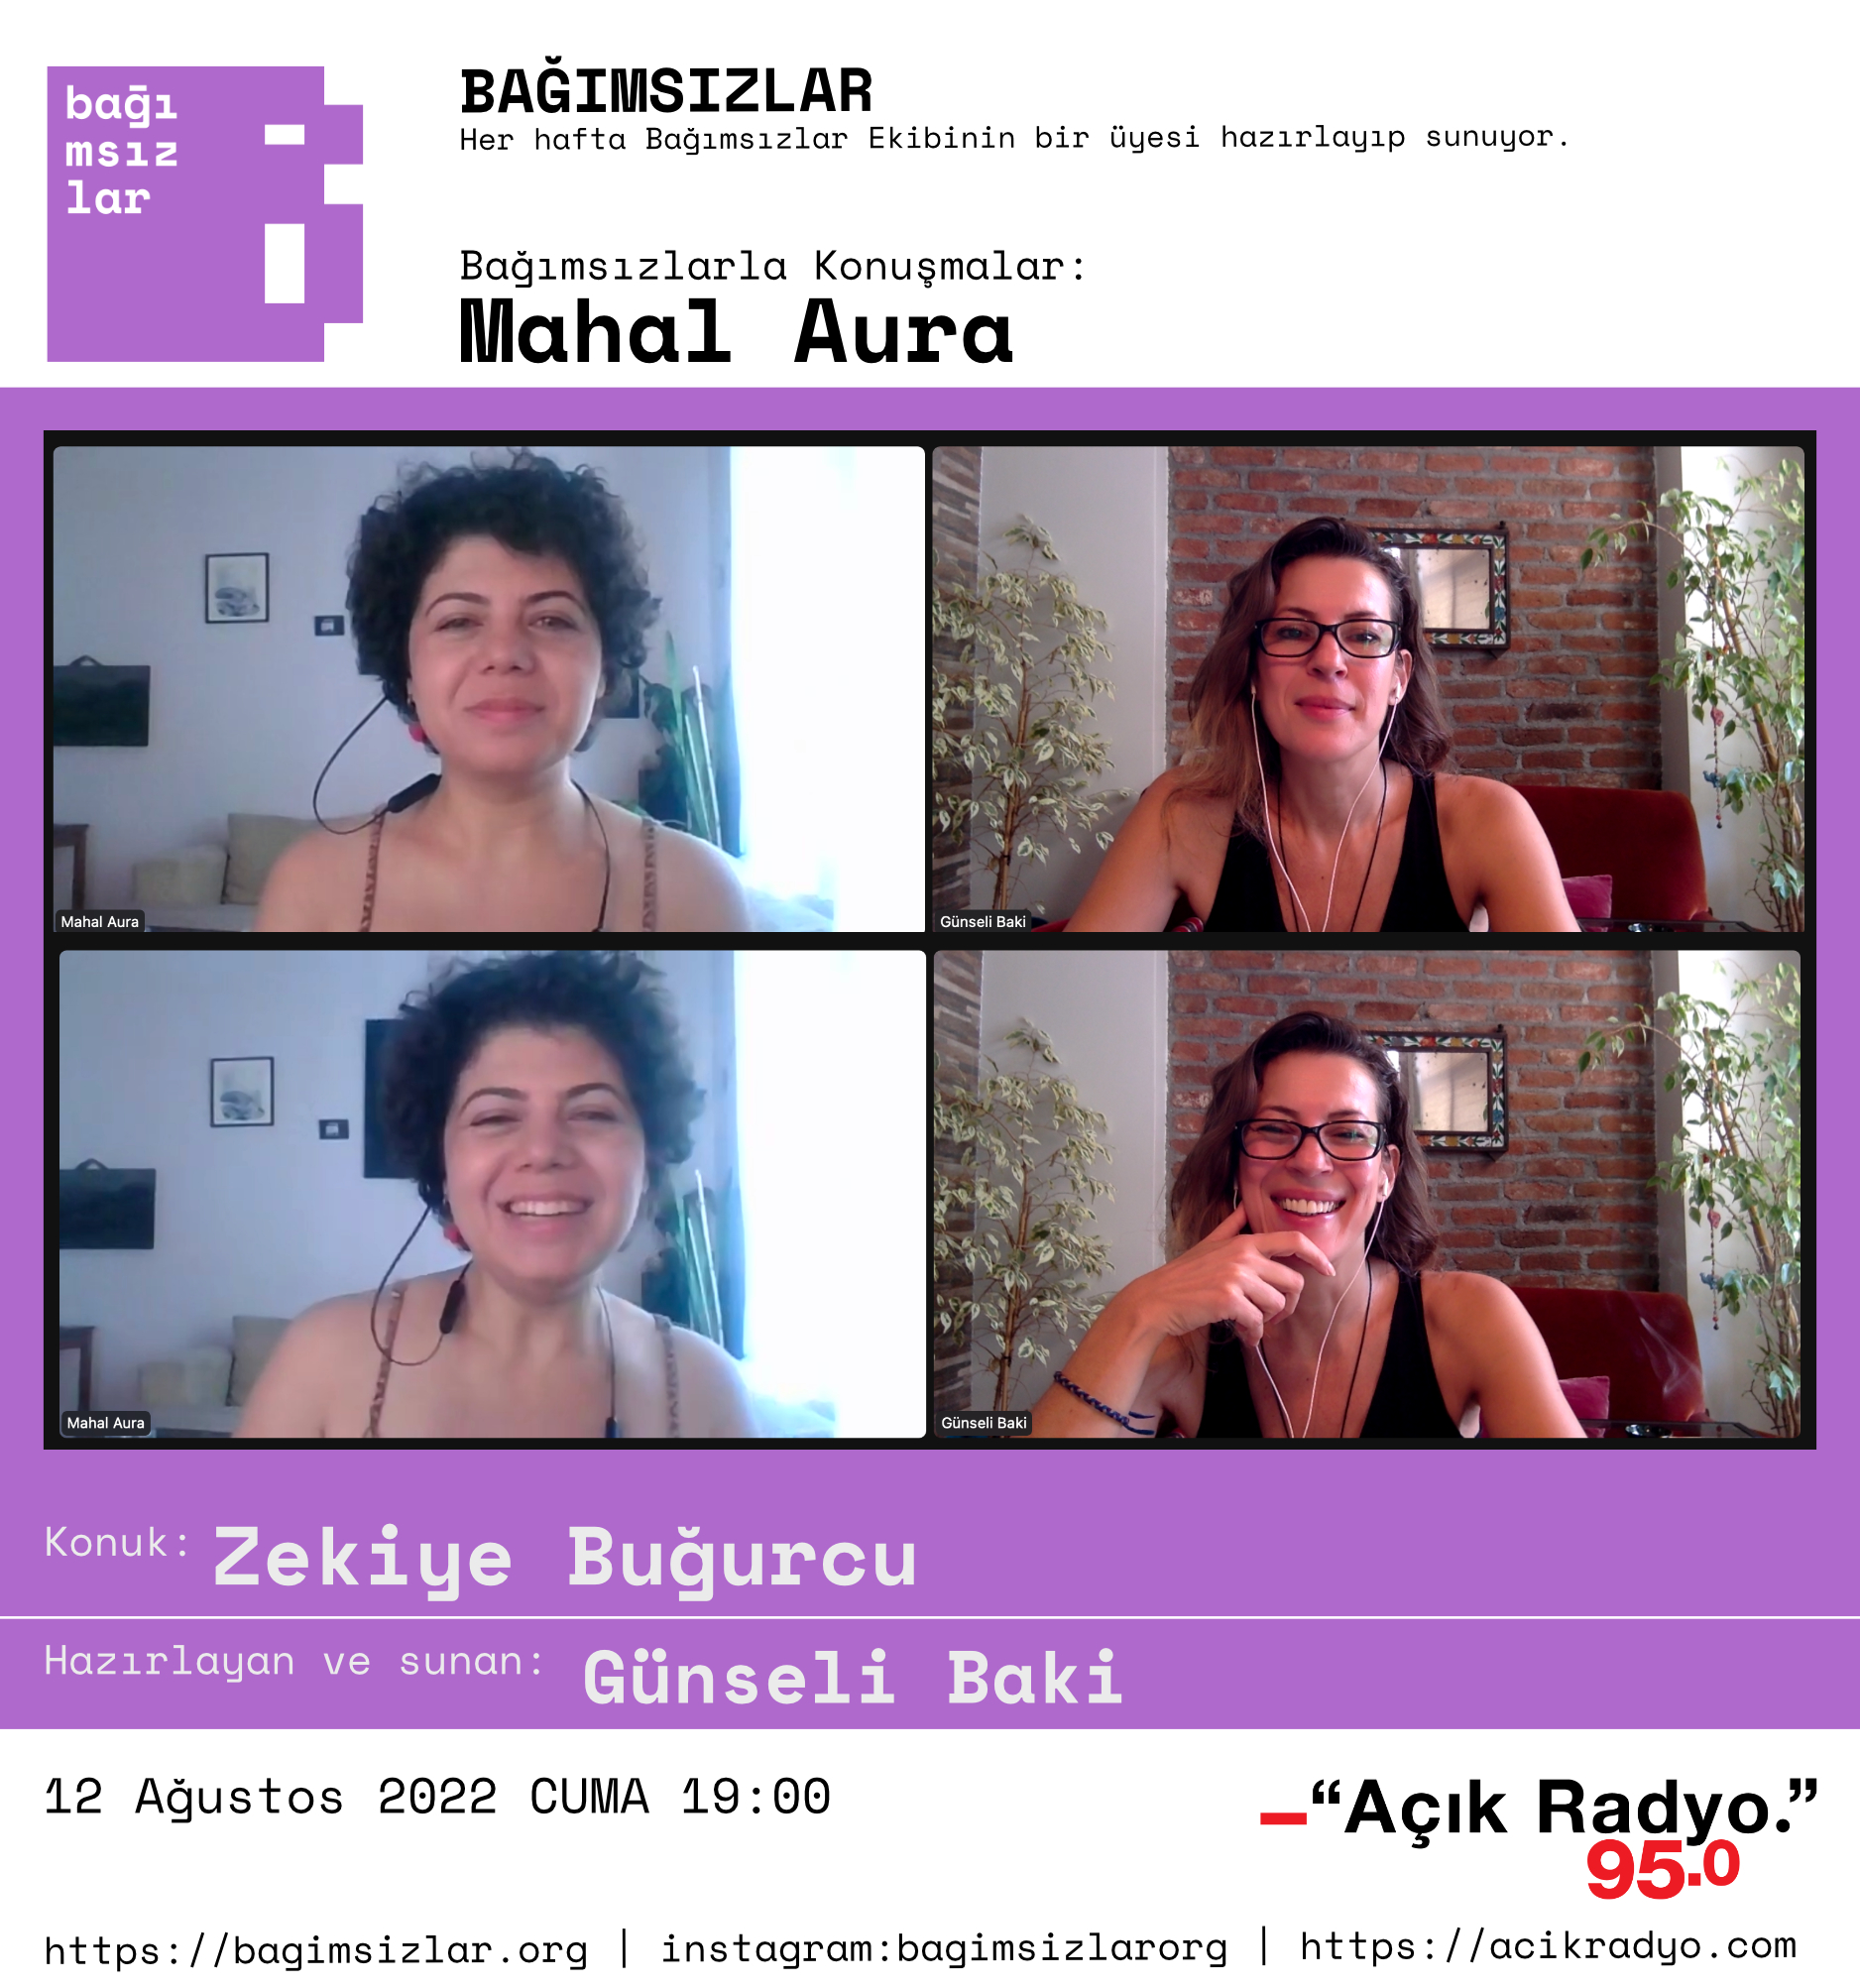 bağı
msız
lar
BAĞIMSIZLAR
Her hafta Bağımsızlar Ekibinin bir üyesi hazırlayıp sunuyor.
Bağımsızlarla Konuşmalar:
Mahal Aura
Mahal Aura
Günseli Baki
Mahal Aura
Günseli Baki
Konuk: Zekiye Buğurcu
Hazırlayan ve sunan: Günseli Baki
12 Ağustos 2022 CUMA 19:00
“Açık Radyo.”
95.0
https://bagimsizlar.org | instagram:bagimsizlarorg | https://acikradyo.com